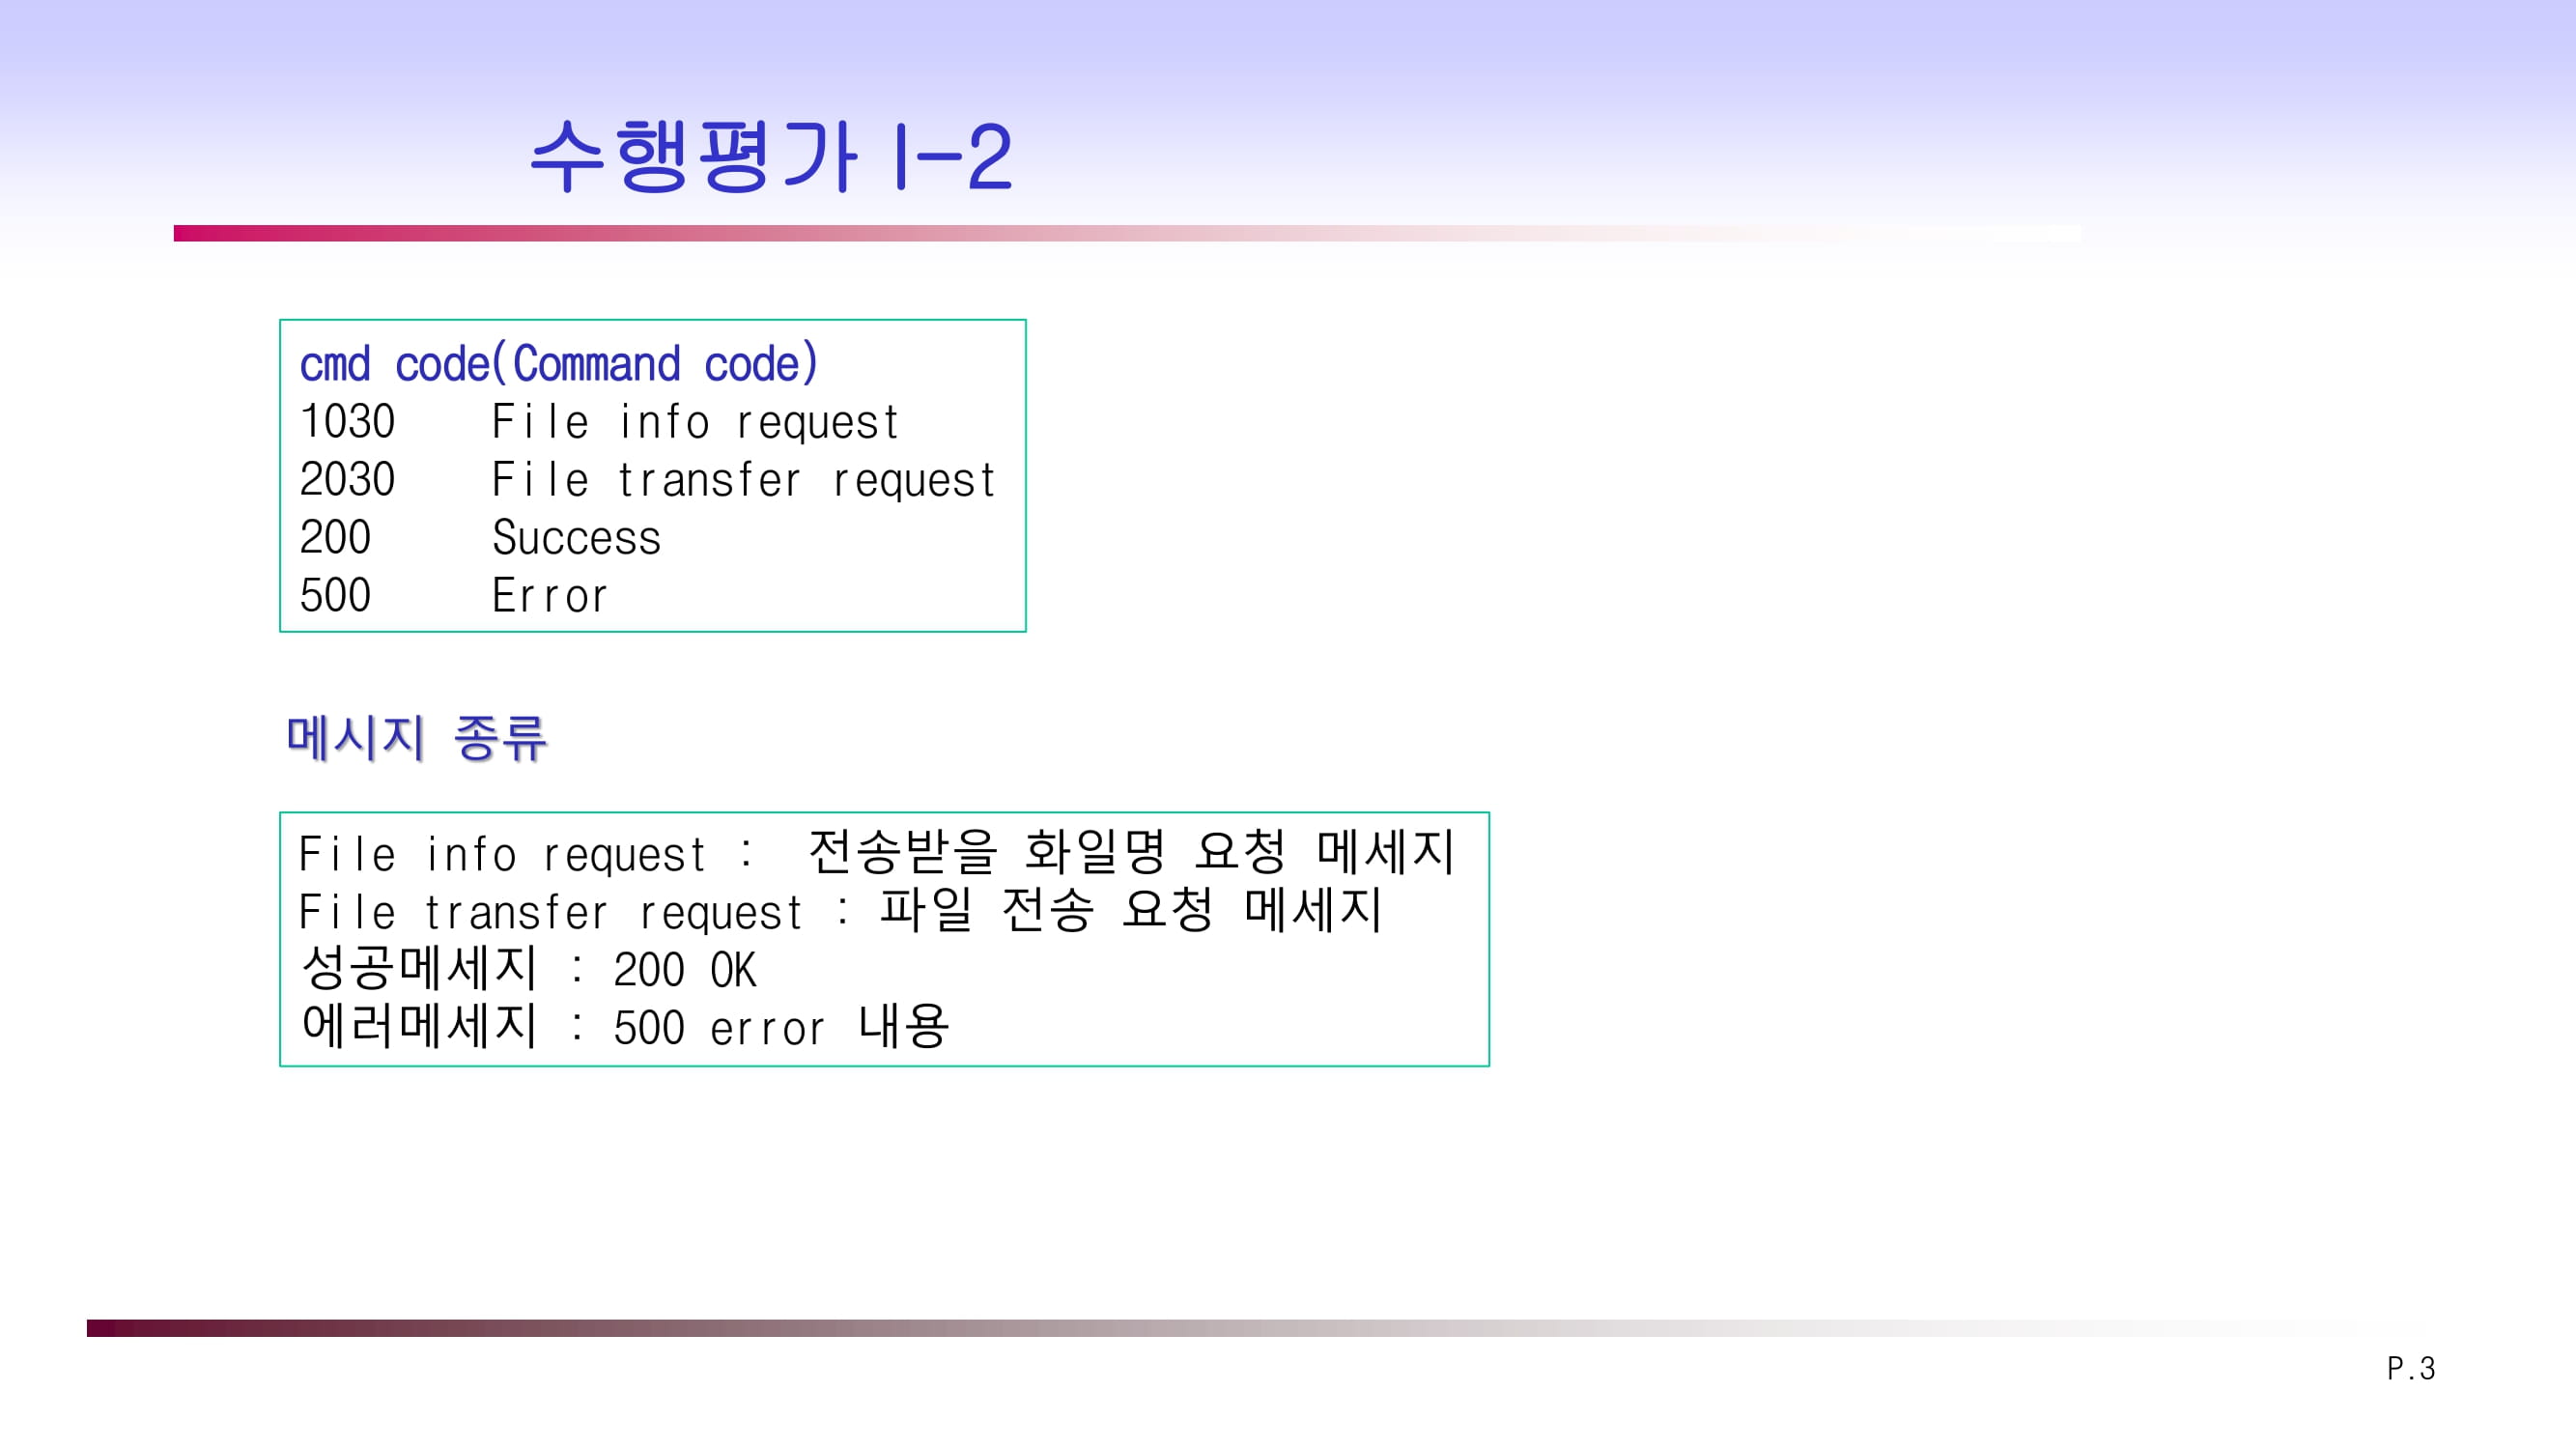 수행평가 I-2
cmd code(Command code)
1030 File info request
2030 File transfer request
200 Success
500 Error
메시지 종류
File info request :  전송받을 화일명 요청 메세지
File transfer request : 파일 전송 요청 메세지
성공메세지 : 200 OK
에러메세지 : 500 error 내용
P.3